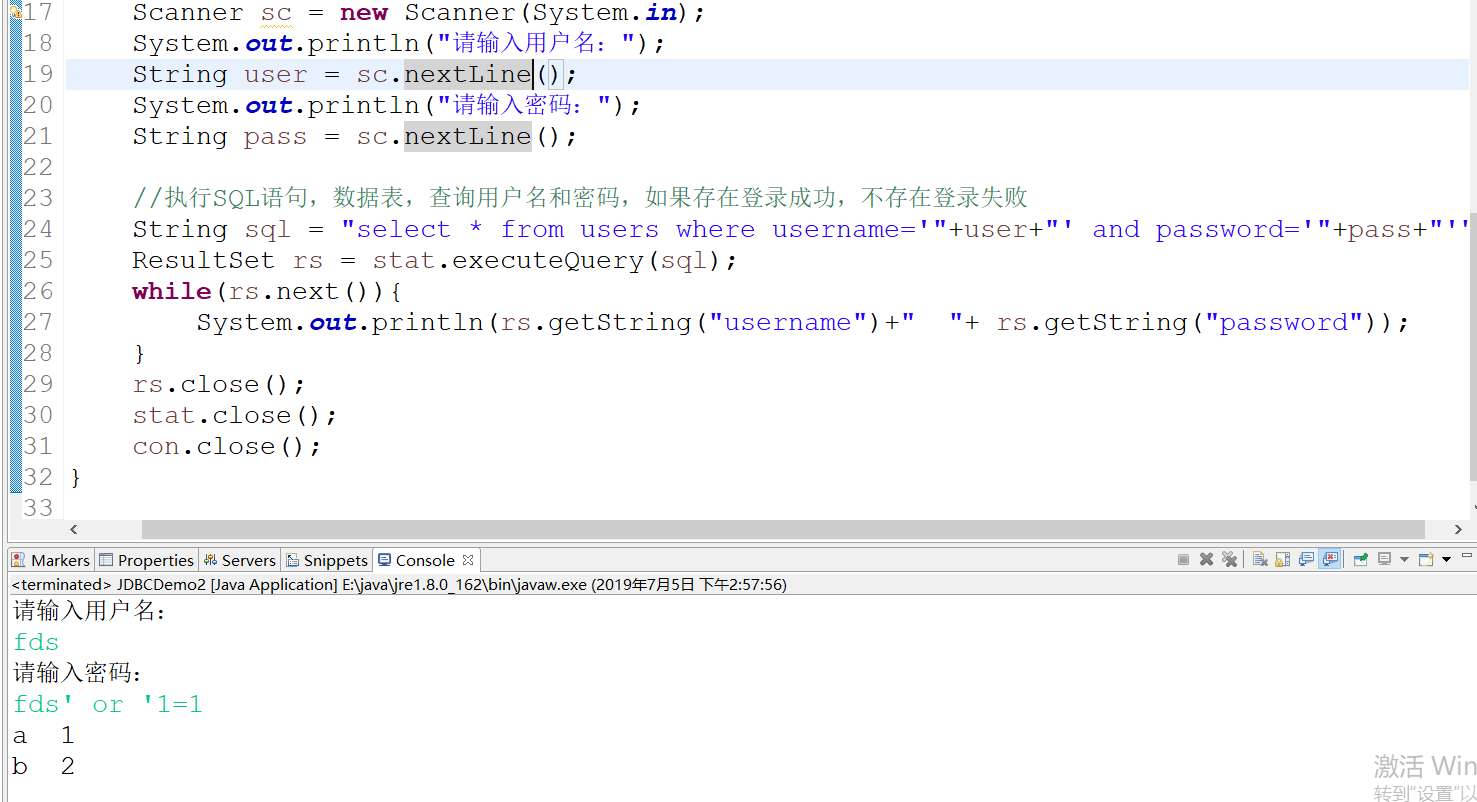 17 Scanner sc = new Scanner(System.in);
18 System.out.println("请输入用户名：");
19 String user = sc.nextLine();
20 System.out.println("请输入密码：");
21 String pass = sc.nextLine();
22
23 //执行SQL语句，数据表，查询用户名和密码，如果存在登录成功，不存在登录失败
24 String sql = "select * from users where username='"+user+"' and password='"+pass+"''
25 ResultSet rs = stat.executeQuery(sql);
26 while(rs.next()){
27 System.out.println(rs.getString("username")+"  "+ rs.getString("password"));
28 }
29 rs.close();
30 stat.close();
31 con.close();
32 }
33
Markers Properties Servers Snippets Console
<terminated> JDBCDemo2 [Java Application] E:\java\jre1.8.0_162\bin\javaw.exe (2019年7月5日 下午2:57:56)
请输入用户名：
fds
请输入密码：
fds' or '1=1
a  1
b  2
激活 Win
转到"设置"以